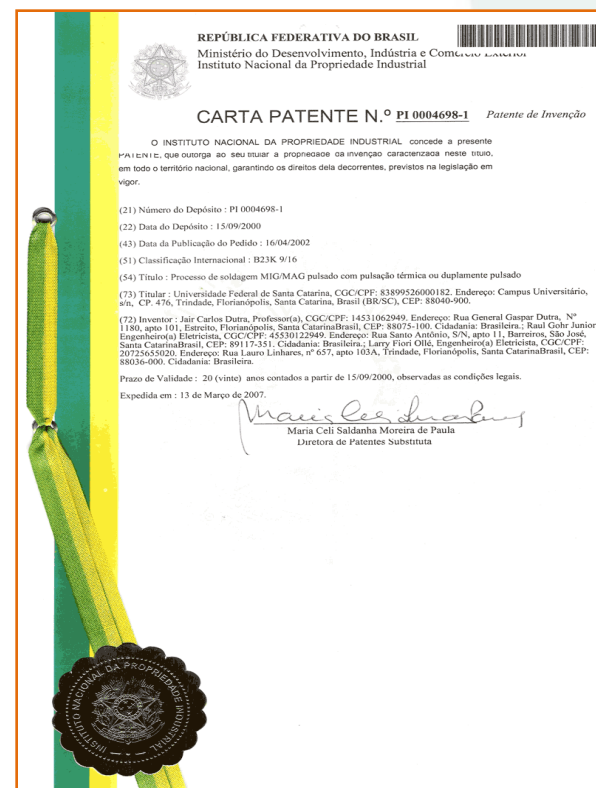 REPÚBLICA FEDERATIVA DO BRASIL
Ministério do Desenvolvimento, Indústria e Comércio Exterior
Instituto Nacional da Propriedade Industrial
CARTA PATENTE N.º PI 0004698-1 Patente de Invenção
O INSTITUTO NACIONAL DA PROPRIEDADE INDUSTRIAL concede a presente
PATENTE, que outorga ao seu titular a propriedade da invenção caracterizada neste título,
em todo o território nacional, garantindo os direitos dela decorrentes, previstos na legislação em
vigor.
(21) Número do Depósito : PI 0004698-1
(22) Data do Depósito : 15/09/2000
(43) Data da Publicação do Pedido : 16/04/2002
(51) Classificação Internacional : B23K 9/16
(54) Título : Processo de soldagem MIG/MAG pulsado com pulsação térmica ou duplamente pulsado
(73) Titular : Universidade Federal de Santa Catarina, CGC/CPF: 83899526000182. Endereço: Campus Universitário,
s/n, CP. 476, Trindade, Florianópolis, Santa Catarina, Brasil (BR/SC), CEP: 88040-900.
(72) Inventor : Jair Carlos Dutra, Professor(a), CGC/CPF: 14531062949. Endereço: Rua General Gaspar Dutra, Nº
1180, apto 101, Estreito, Florianópolis, Santa CatarinaBrasil, CEP: 88075-100. Cidadania: Brasileira.; Raul Gohr Junior,
Engenheiro(a) Eletricista, CGC/CPF: 45530122949. Endereço: Rua Santo Antônio, S/N, apto 11, Barreiros, São José,
Santa CatarinaBrasil, CEP: 89117-351. Cidadania: Brasileira.; Larry Fiori Ollé, Engenheiro(a) Eletricista, CGC/CPF:
20725655020. Endereço: Rua Lauro Linhares, nº 657, apto 103A, Trindade, Florianópolis, Santa CatarinaBrasil, CEP:
88036-000. Cidadania: Brasileira.
Prazo de Validade : 20 (vinte) anos contados a partir de 15/09/2000, observadas as condições legais.
Expedida em : 13 de Março de 2007.
Maria Celi Saldanha Moreira de Paula
Diretora de Patentes Substituta
INSTITUTO NACIONAL DA PROPRIEDADE INDUSTRIAL